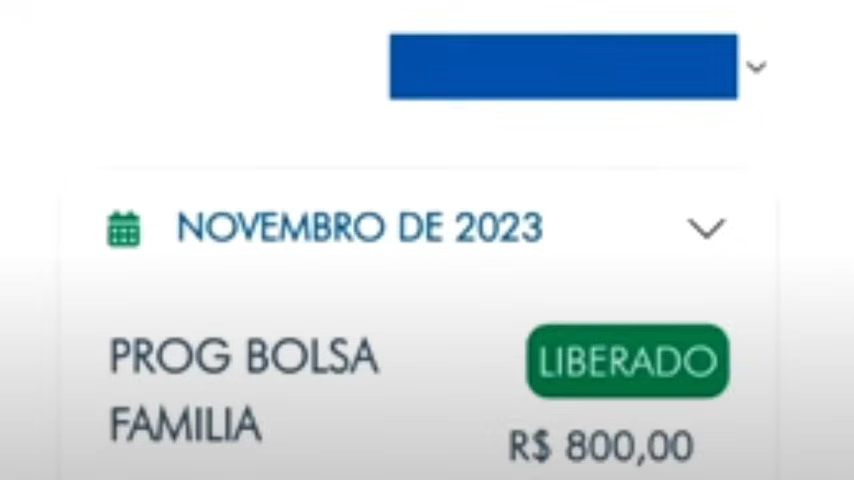 NOVEMBRO DE 2023
PROG BOLSA
FAMILIA
LIBERADO
R$ 800,00